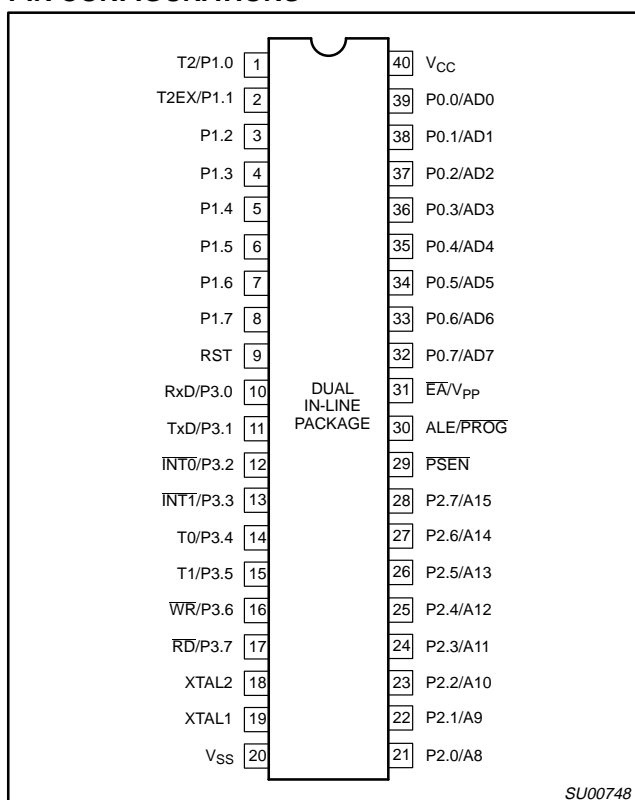 T2/P1.0 1
T2EX/P1.1 2
P1.2 3
P1.3 4
P1.4 5
P1.5 6
P1.6 7
P1.7 8
RST 9
RxD/P3.0 10
TxD/P3.1 11
INT0/P3.2 12
INT1/P3.3 13
T0/P3.4 14
T1/P3.5 15
WR/P3.6 16
RD/P3.7 17
XTAL2 18
XTAL1 19
VSS 20
DUAL
IN-LINE
PACKAGE
40 VCC
39 P0.0/AD0
38 P0.1/AD1
37 P0.2/AD2
36 P0.3/AD3
35 P0.4/AD4
34 P0.5/AD5
33 P0.6/AD6
32 P0.7/AD7
31 EA/VPP
30 ALE/PROG
29 PSEN
28 P2.7/A15
27 P2.6/A14
26 P2.5/A13
25 P2.4/A12
24 P2.3/A11
23 P2.2/A10
22 P2.1/A9
21 P2.0/A8
SU00748